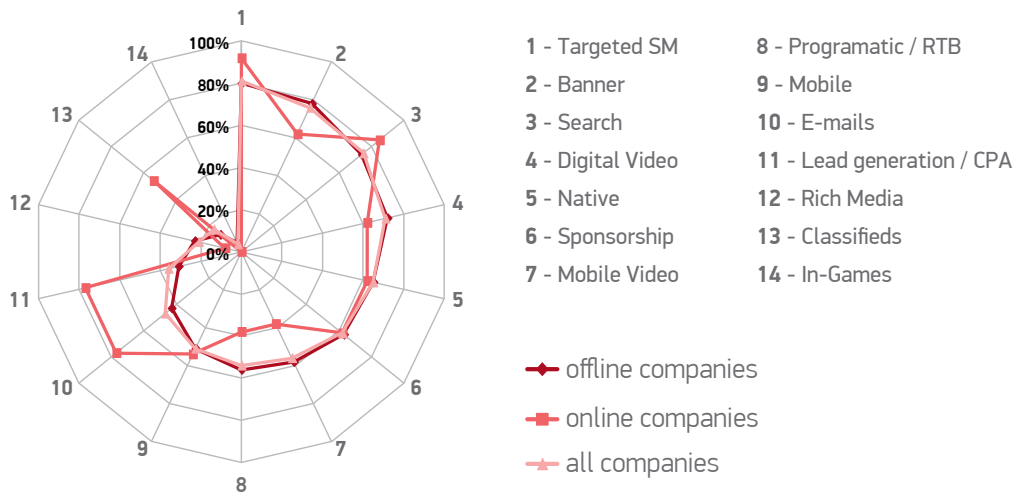 1
14
2
100%
80%
13
3
60%
40%
12
4
20%
0%
11
5
10
6
9
7
8
1 - Targeted SM
2 - Banner
3 - Search
4 - Digital Video
5 - Native
6 - Sponsorship
7 - Mobile Video
8 - Programatic / RTB
9 - Mobile
10 - E-mails
11 - Lead generation / CPA
12 - Rich Media
13 - Classifieds
14 - In-Games
offline companies
online companies
all companies